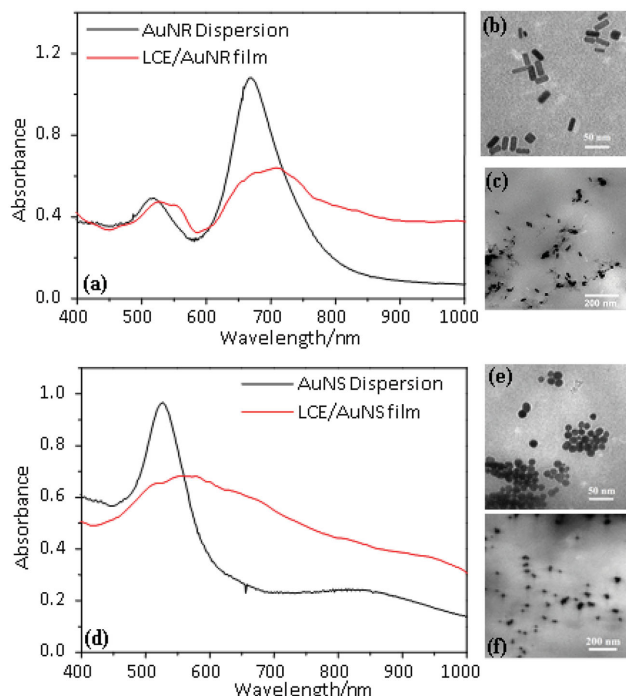 1.2
0.8
0.4
0.0
Absorbance
AuNR Dispersion
LCE/AuNR film
(a)
400 500 600 700 800 900 1000
Wavelength/nm
(b)
50 nm
(c)
200 nm
1.0
0.8
0.6
0.4
0.2
0.0
Absorbance
AuNS Dispersion
LCE/AuNS film
(d)
400 500 600 700 800 900 1000
Wavelength/nm
(e)
50 nm
(f)
200 nm